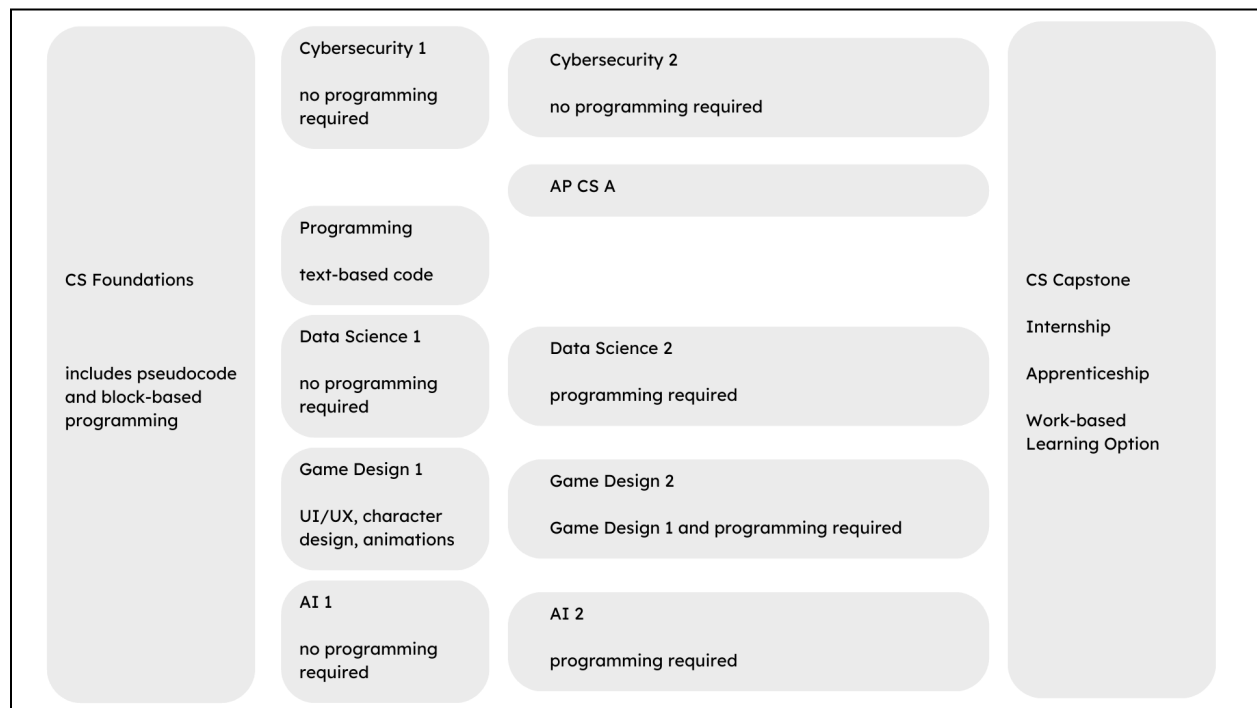 CS Foundations
includes pseudocode
and block-based
programming
Cybersecurity 1
no programming
required
Programming
text-based code
Data Science 1
no programming
required
Game Design 1
UI/UX, character
design, animations
AI 1
no programming
required
Cybersecurity 2
no programming required
AP CS A
Data Science 2
programming required
Game Design 2
Game Design 1 and programming required
AI 2
programming required
CS Capstone
Internship
Apprenticeship
Work-based
Learning Option